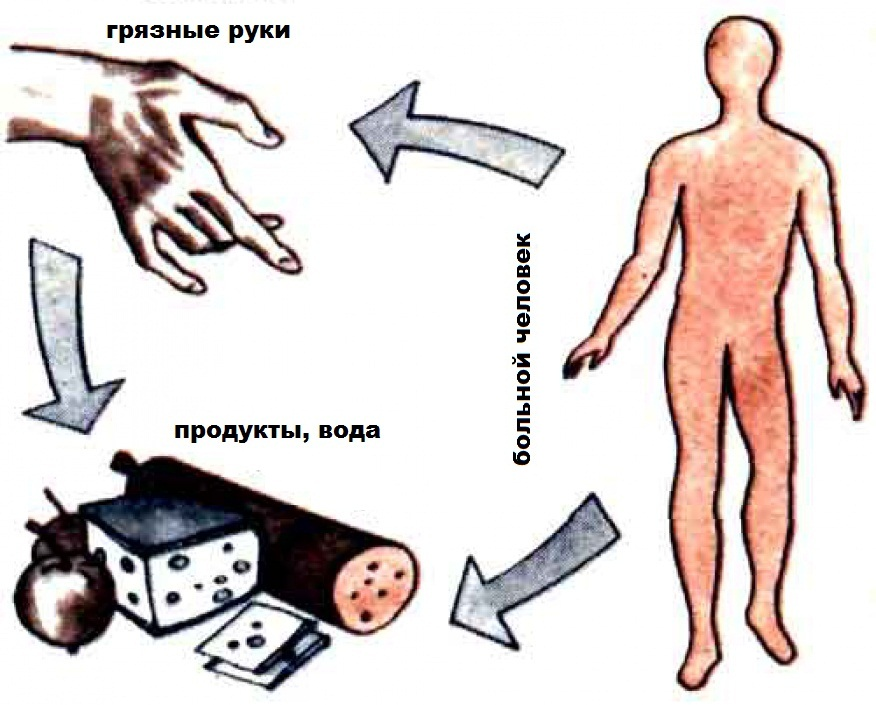 грязные руки
больной человек
продукты, вода